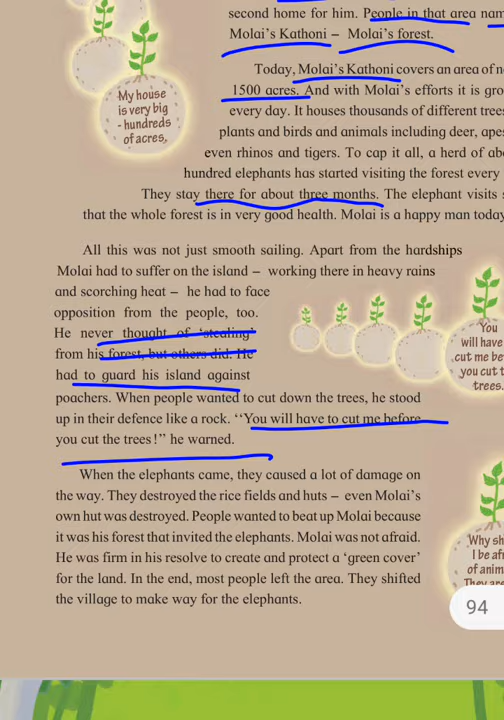 second home for him. People in that area
Molai's Kathoni – Molai's forest.
Today, Molai's Kathoni covers an area of
1500 acres. And with Molai's efforts it is
every day. It houses thousands of different
plants and birds and animals including deer,
even rhinos and tigers. To cap it all, a herd of
hundred elephants has started visiting the forest every
They stay there for about three months. The elephant visits
that the whole forest is in very good health. Molai is a happy man
My house
is very big
- hundreds
of acres,
All this was not just smooth sailing. Apart from the hardships
Molai had to suffer on the island – working there in heavy rains
and scorching heat – he had to face
opposition from the people, too.
He never thought of 'stealing'
from his forest, but others did. He
had to guard his island against
poachers. When people wanted to cut down the trees, he stood
up in their defence like a rock. ''You will have to cut me before
you cut the trees!'' he warned.
You
will have
cut me
you cut
trees.
When the elephants came, they caused a lot of damage on
the way. They destroyed the rice fields and huts – even Molai's
own hut was destroyed. People wanted to beat up Molai because
it was his forest that invited the elephants. Molai was not afraid.
He was firm in his resolve to create and protect a 'green cover'
for the land. In the end, most people left the area. They shifted
the village to make way for the elephants.
Why
I be
of
They
94